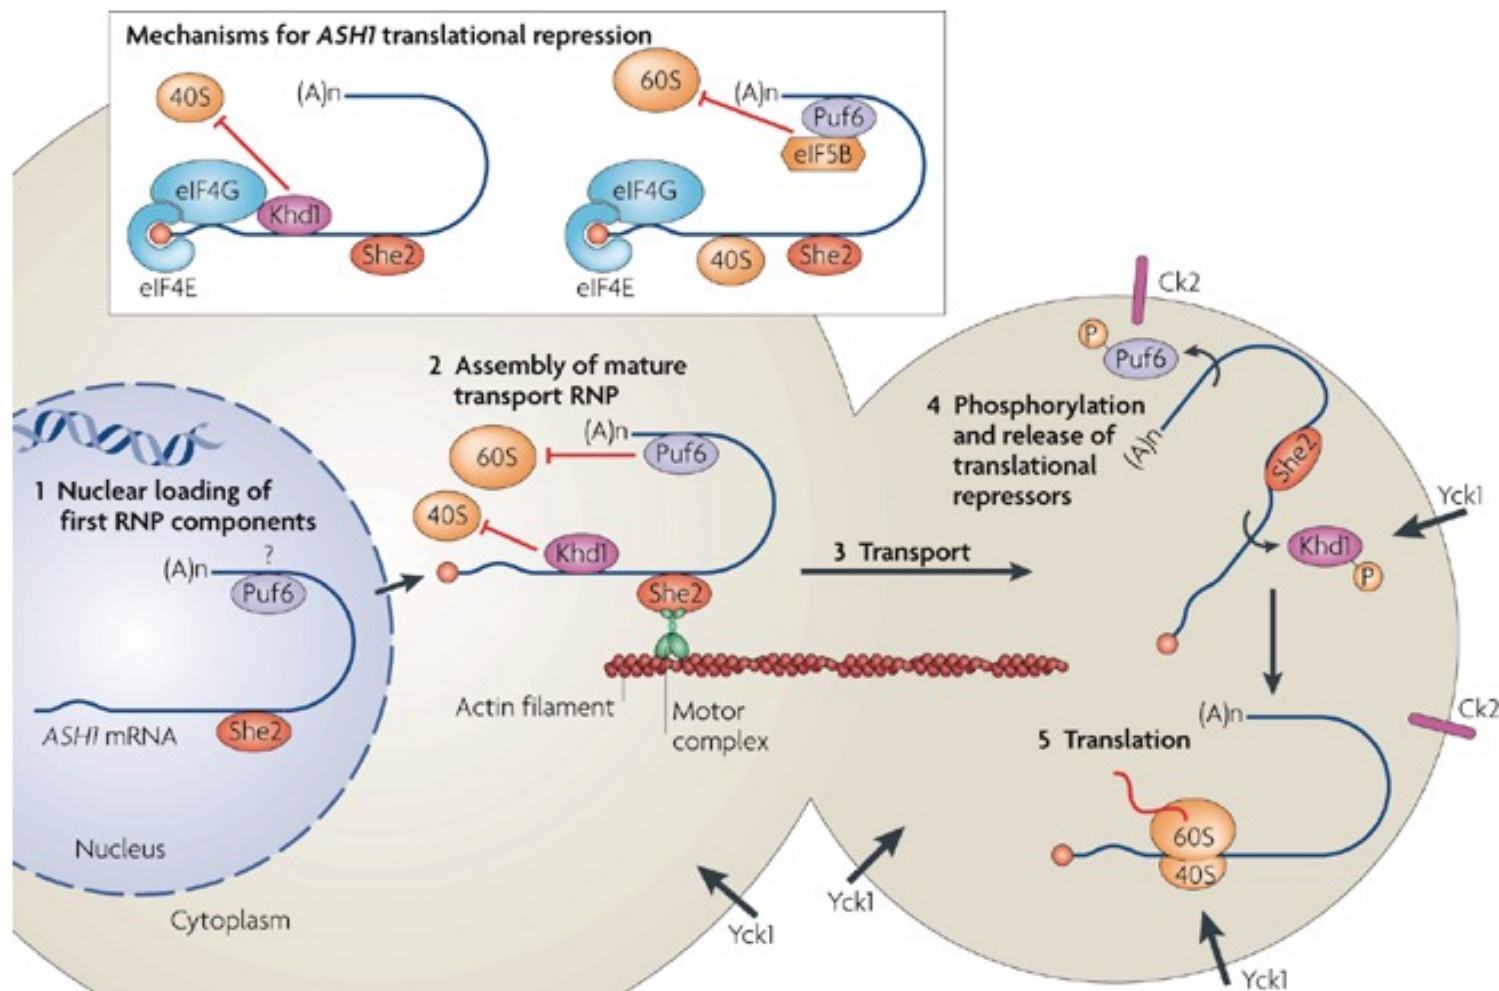 Mechanisms for ASH1 translational repression
40S
(A)n
eIF4G
Khd1
She2
eIF4E
60S
(A)n
Puf6
eIF5B
eIF4G
40S
She2
eIF4E
1 Nuclear loading of
first RNP components
?
(A)n
Puf6
ASH1 mRNA
She2
Nucleus
Cytoplasm
2 Assembly of mature
transport RNP
(A)n
60S
Puf6
40S
Khd1
She2
Actin filament
Motor
complex
3 Transport
Ck2
P
Puf6
4 Phosphorylation
and release of
translational
repressors
(A)n
She2
Yck1
Khd1
P
(A)n
Ck2
5 Translation
60S
40S
Yck1
Yck1
Yck1